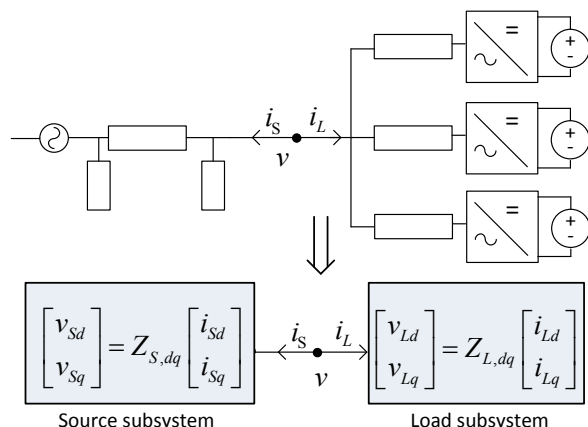 =
+
-
i_S i_L
v
=
+
-
=
+
-
[v_Sd v_Sq] = Z_S,dq [i_Sd i_Sq]
i_S i_L
v
[v_Ld v_Lq] = Z_L,dq [i_Ld i_Lq]
Source subsystem
Load subsystem